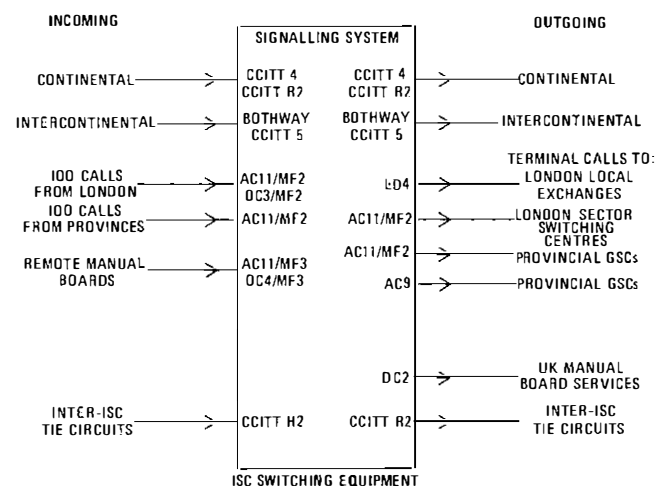 INCOMING
OUTGOING
SIGNALLING SYSTEM
CONTINENTAL
CCITT 4
CCITT R2
CCITT 4
CCITT R2
CONTINENTAL
INTERCONTINENTAL
BOTHWAY
CCITT 5
BOTHWAY
CCITT 5
INTERCONTINENTAL
IDD CALLS
FROM LONDON
AC11/MF2
DC3/MF2
LD4
TERMINAL CALLS TO:
LONDON LOCAL
EXCHANGES
IDD CALLS
FROM PROVINCES
AC11/MF2
AC11/MF2
LONDON SECTOR
SWITCHING
CENTRES
AC11/MF2
PROVINCIAL GSCs
REMOTE MANUAL
BOARDS
AC11/MF3
DC4/MF3
AC9
PROVINCIAL GSCs
DC2
UK MANUAL
BOARD SERVICES
INTER-ISC
TIE CIRCUITS
CCITT H2
CCITT R2
INTER-ISC
TIE CIRCUITS
ISC SWITCHING EQUIPMENT